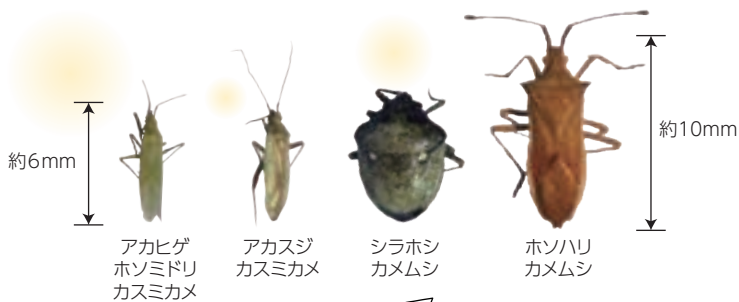 約6mm
約10mm
アカヒゲ
ホソミドリ
カスミカメ
アカスジ
カスミカメ
シラホシ
カメムシ
ホソハリ
カメムシ